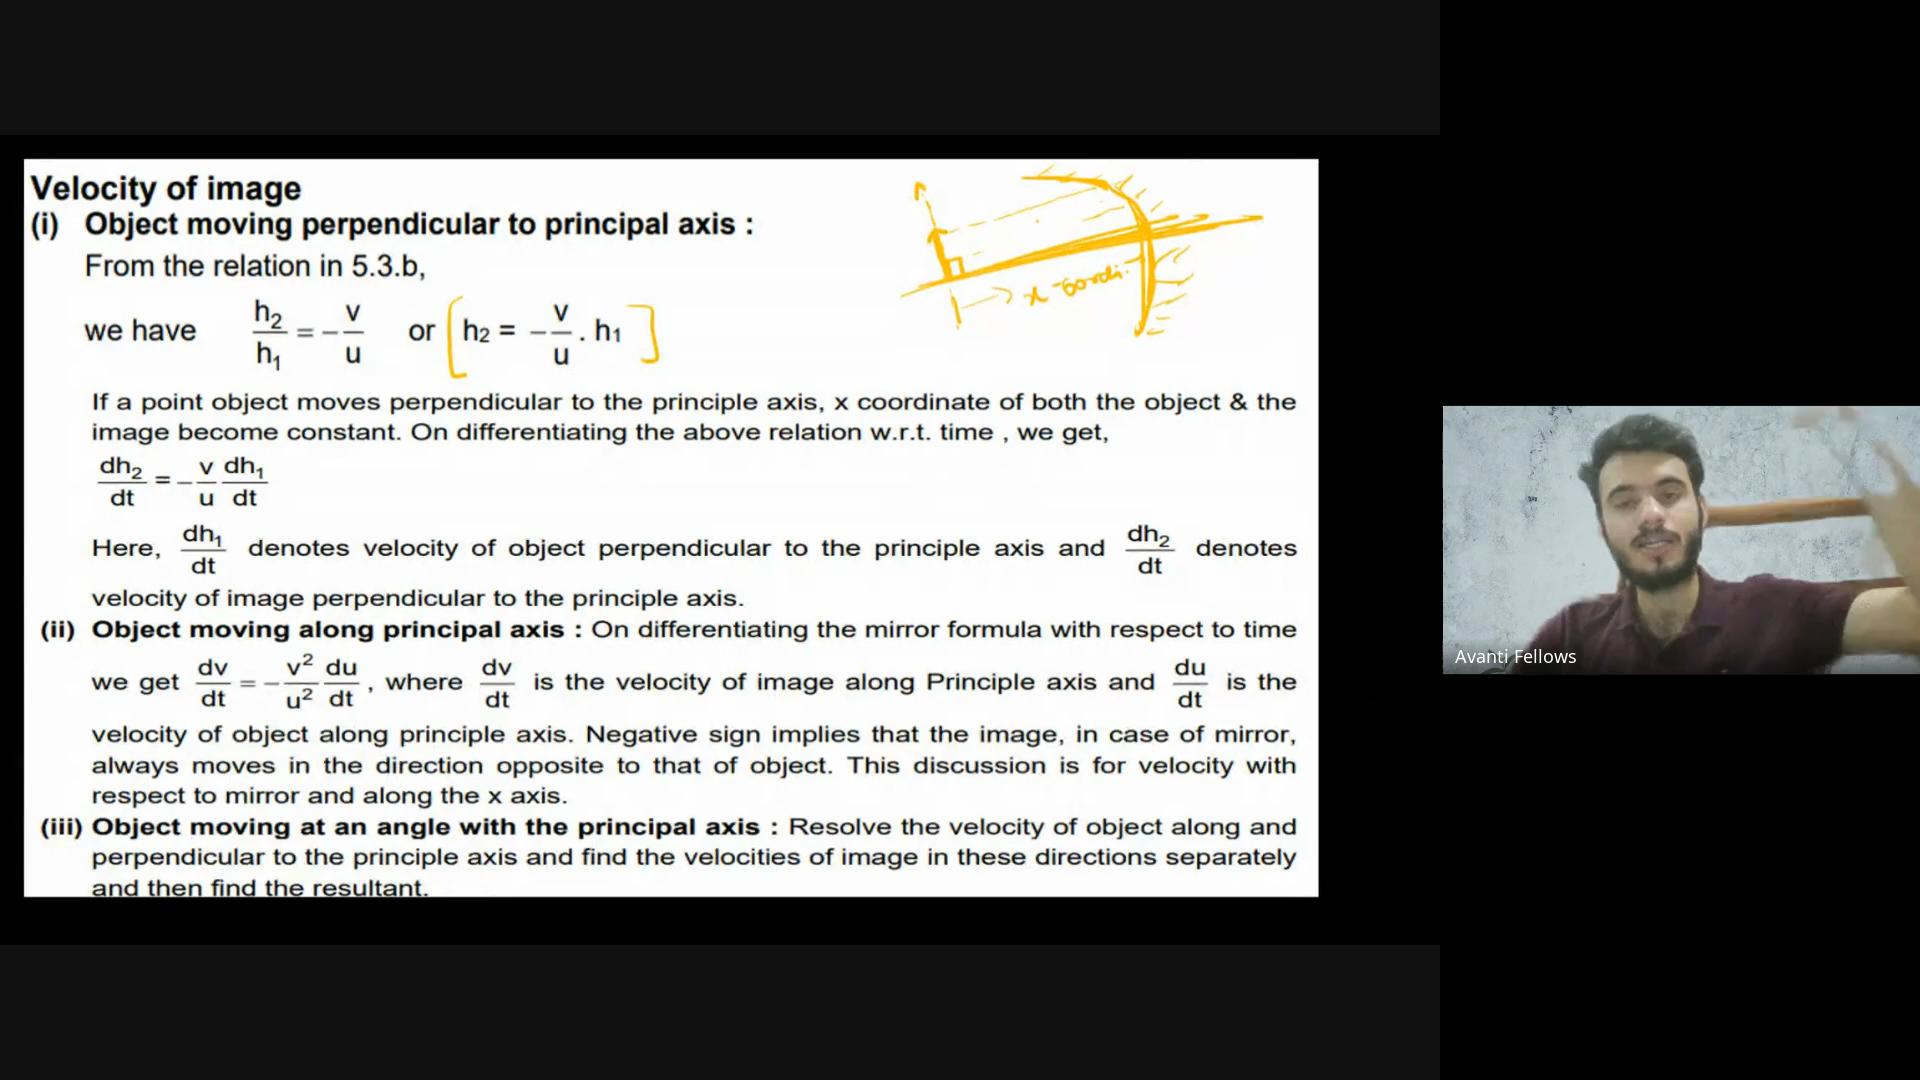 Velocity of image
(i) Object moving perpendicular to principal axis :
From the relation in 5.3.b,
we have h₂/h₁ = − v/u or [ h₂ = − v/u . h₁ ]
x-coordi.
If a point object moves perpendicular to the principle axis, x coordinate of both the object & the
image become constant. On differentiating the above relation w.r.t. time , we get,
dh₂/dt = − v/u dh₁/dt
Here, dh₁/dt denotes velocity of object perpendicular to the principle axis and dh₂/dt denotes
velocity of image perpendicular to the principle axis.
(ii) Object moving along principal axis : On differentiating the mirror formula with respect to time
we get dv/dt = − v²/u² du/dt , where dv/dt is the velocity of image along Principle axis and du/dt is the
velocity of object along principle axis. Negative sign implies that the image, in case of mirror,
always moves in the direction opposite to that of object. This discussion is for velocity with
respect to mirror and along the x axis.
(iii) Object moving at an angle with the principal axis : Resolve the velocity of object along and
perpendicular to the principle axis and find the velocities of image in these directions separately
and then find the resultant.
Avanti Fellows